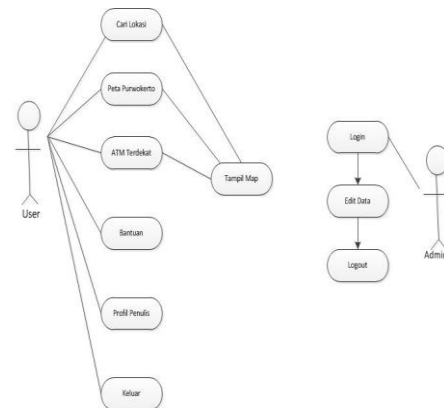 Cari Lokasi
Peta Purwokerto
ATM Terdekat
Tampil Map
User
Bantuan
Profil Penulis
Keluar
Login
Edit Data
Admin
Logout